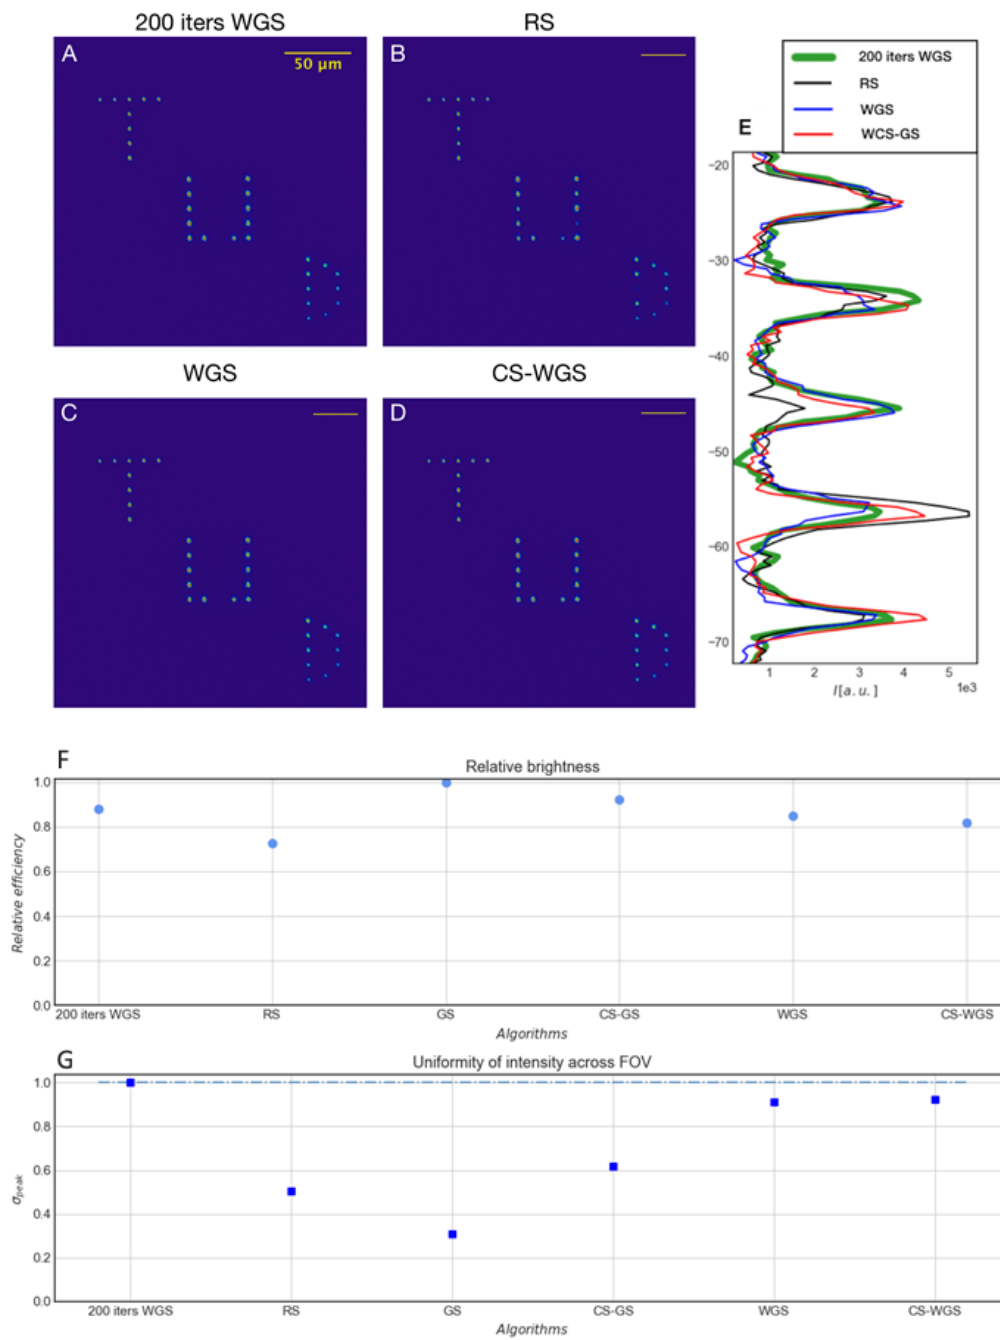 200 iters WGS
RS
A
50 μm
B
WGS
CS-WGS
C
D
200 iters WGS
RS
WGS
WCS-GS
E
−20
−30
−40
−50
−60
−70
1 2 3 4 5
1e3
I[a.u.]
F
Relative brightness
1.0
0.8
0.6
0.4
0.2
0.0
Relative efficiency
200 iters WGS RS GS CS-GS WGS CS-WGS
Algorithms
G
Uniformity of intensity across FOV
1.0
0.8
0.6
0.4
0.2
0.0
σpeak
200 iters WGS RS GS CS-GS WGS CS-WGS
Algorithms